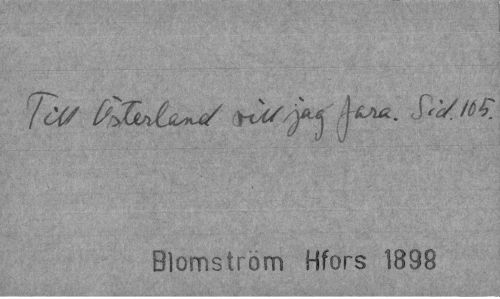 Till Österland vill jag fara. Sid. 105.
Blomström Hfors 1898